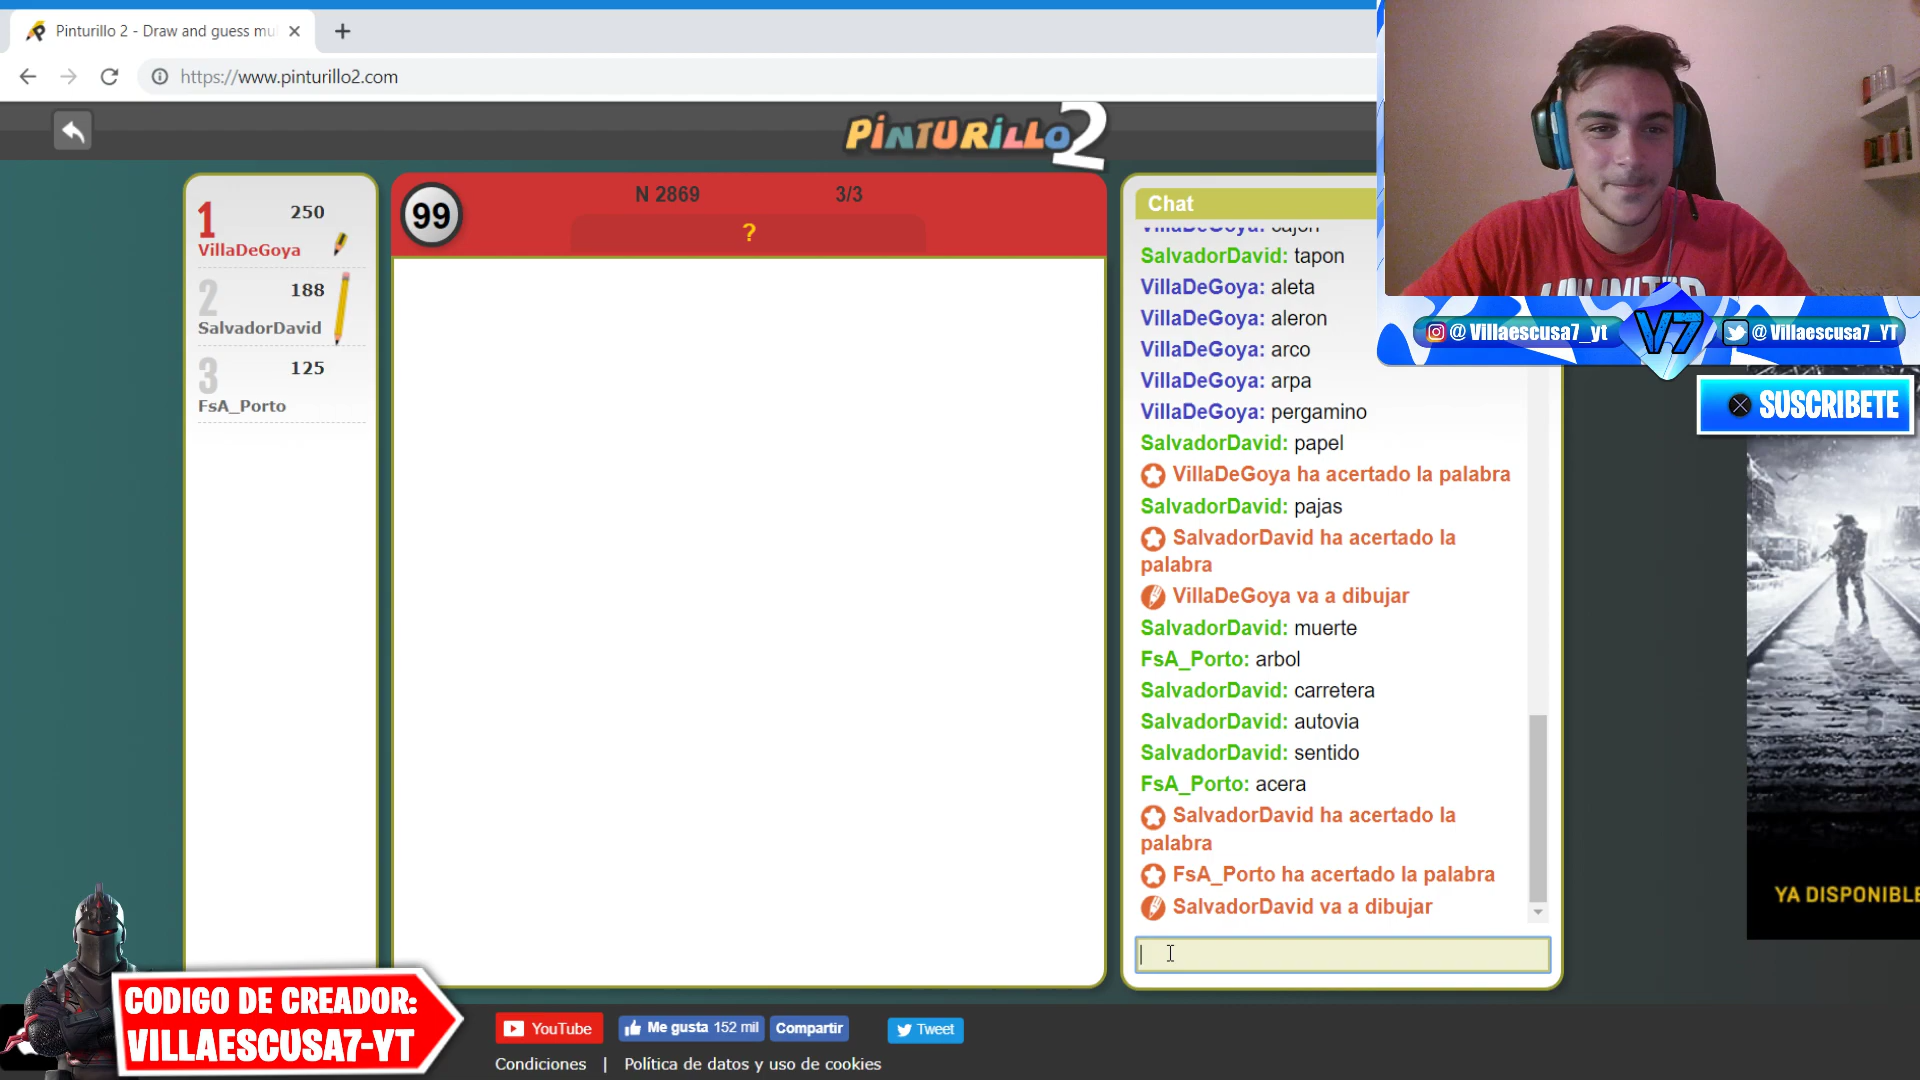 Pinturillo 2 - Draw and guess mu
https://www.pinturillo2.com
PINTURILLO 2
1 250
VillaDeGoya
2 188
SalvadorDavid
3 125
FsA_Porto
99
N 2869 3/3
?
Chat
VillaDeGoya: cajon
SalvadorDavid: tapon
VillaDeGoya: aleta
VillaDeGoya: aleron
VillaDeGoya: arco
VillaDeGoya: arpa
VillaDeGoya: pergamino
SalvadorDavid: papel
VillaDeGoya ha acertado la palabra
SalvadorDavid: pajas
SalvadorDavid ha acertado la
palabra
VillaDeGoya va a dibujar
SalvadorDavid: muerte
FsA_Porto: arbol
SalvadorDavid: carretera
SalvadorDavid: autovia
SalvadorDavid: sentido
FsA_Porto: acera
SalvadorDavid ha acertado la
palabra
FsA_Porto ha acertado la palabra
SalvadorDavid va a dibujar
@ Villaescusa7_yt
V7
@ Villaescusa7_YT
SUSCRIBETE
YA DISPONIBLE
CODIGO DE CREADOR:
VILLAESCUSA7-YT
YouTube
Me gusta 152 mil
Compartir
Tweet
Condiciones | Política de datos y uso de cookies